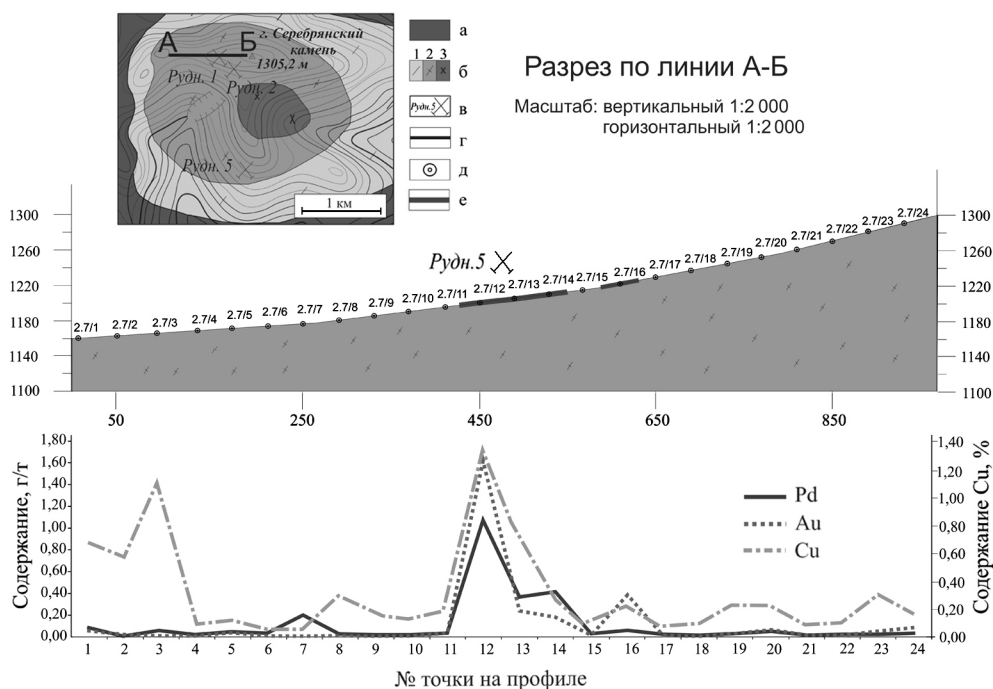 А Б
г. Серебрянский
камень
1305,2 м
Рудн. 1
Рудн. 2
Рудн. 5
1 км
а
1 2 3
б
Рудн.5 в
г
д
е
Разрез по линии А-Б
Масштаб: вертикальный 1:2 000
горизонтальный 1:2 000
1300
1260
1220
1180
1140
1100
Рудн.5
2.7/1 2.7/2 2.7/3 2.7/4 2.7/5 2.7/6 2.7/7 2.7/8 2.7/9 2.7/10 2.7/11 2.7/12 2.7/13 2.7/14 2.7/15 2.7/16 2.7/17 2.7/18 2.7/19 2.7/20 2.7/21 2.7/22 2.7/23 2.7/24
1300
1260
1220
1180
1140
1100
50 250 450 650 850
Содержание, г/т
1,80
1,60
1,40
1,20
1,00
0,80
0,60
0,40
0,20
0,00
Pd
Au
Cu
1,40
1,20
1,00
0,80
0,60
0,40
0,20
0,00
Содержание Cu, %
1 2 3 4 5 6 7 8 9 10 11 12 13 14 15 16 17 18 19 20 21 22 23 24
№ точки на профиле